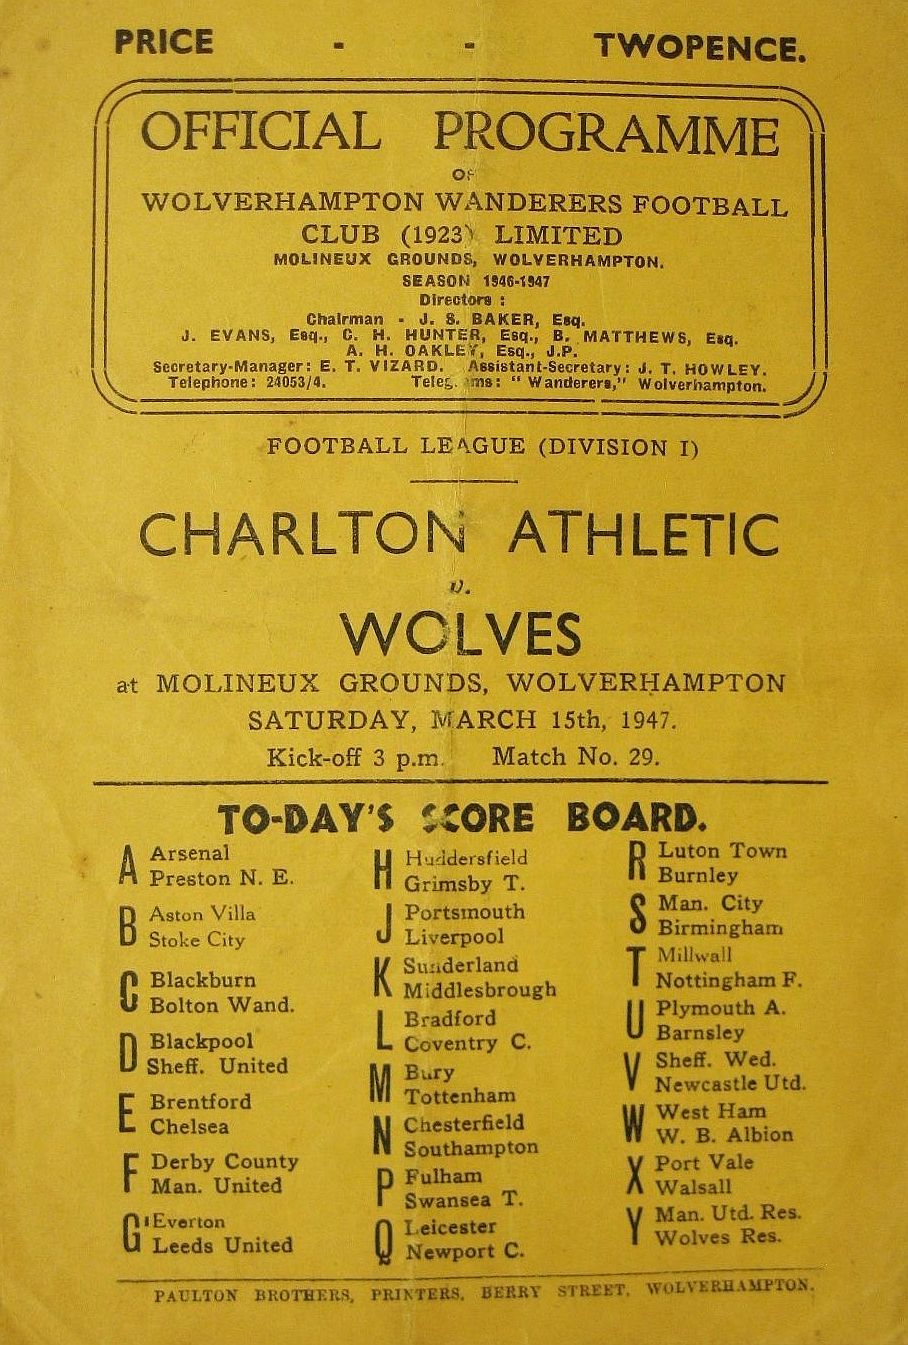 PRICE - - TWOPENCE.
OFFICIAL PROGRAMME
OF
WOLVERHAMPTON WANDERERS FOOTBALL
CLUB (1923) LIMITED
MOLINEUX GROUNDS, WOLVERHAMPTON.
SEASON 1946-1947
Directors :
Chairman - J. S. BAKER, Esq.
J. EVANS, Esq., C. H. HUNTER, Esq., B. MATTHEWS, Esq.
A. H. OAKLEY, Esq., J.P.
Secretary-Manager: E. T. VIZARD. Assistant-Secretary: J. T. HOWLEY.
Telephone: 24053/4. Telegrams: "Wanderers," Wolverhampton.
FOOTBALL LEAGUE (DIVISION I)
CHARLTON ATHLETIC
v.
WOLVES
at MOLINEUX GROUNDS, WOLVERHAMPTON
SATURDAY, MARCH 15th, 1947.
Kick-off 3 p.m. Match No. 29.
TO-DAY'S SCORE BOARD.
A Arsenal
Preston N. E.
B Aston Villa
Stoke City
C Blackburn
Bolton Wand.
D Blackpool
Sheff. United
E Brentford
Chelsea
F Derby County
Man. United
G Everton
Leeds United
H Huddersfield
Grimsby T.
J Portsmouth
Liverpool
K Sunderland
Middlesbrough
L Bradford
Coventry C.
M Bury
Tottenham
N Chesterfield
Southampton
P Fulham
Swansea T.
Q Leicester
Newport C.
R Luton Town
Burnley
S Man. City
Birmingham
T Millwall
Nottingham F.
U Plymouth A.
Barnsley
V Sheff. Wed.
Newcastle Utd.
W West Ham
W. B. Albion
X Port Vale
Walsall
Y Man. Utd. Res.
Wolves Res.
PAULTON BROTHERS, PRINTERS, BERRY STREET, WOLVERHAMPTON.